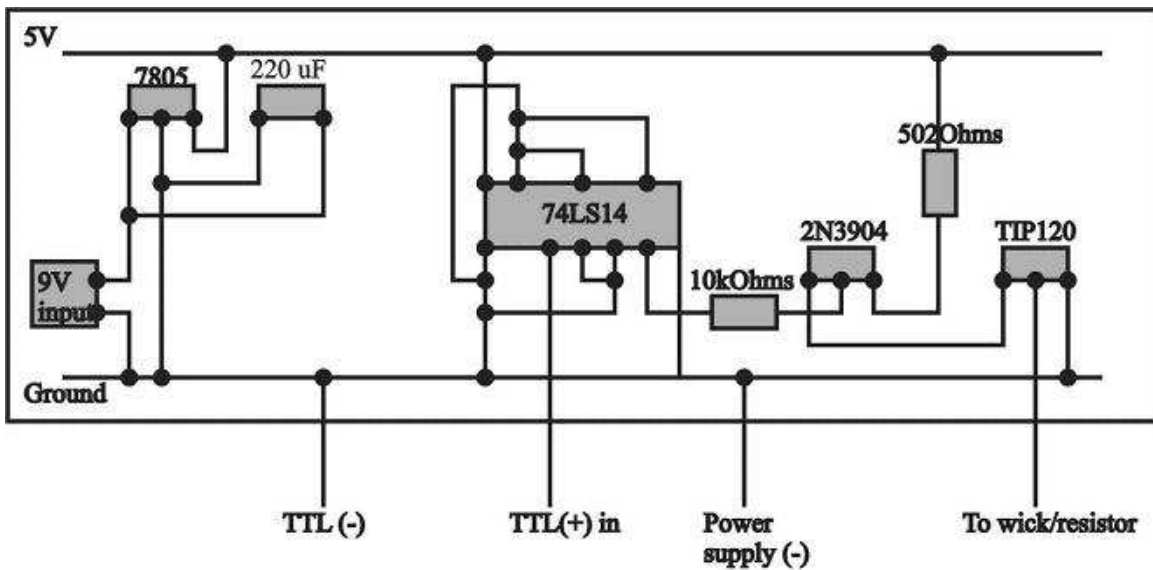 5V
7805
220 uF
502Ohms
74LS14
2N3904
TIP120
9V
input
10kOhms
Ground
TTL (-)
TTL(+) in
Power
supply (-)
To wick/resistor